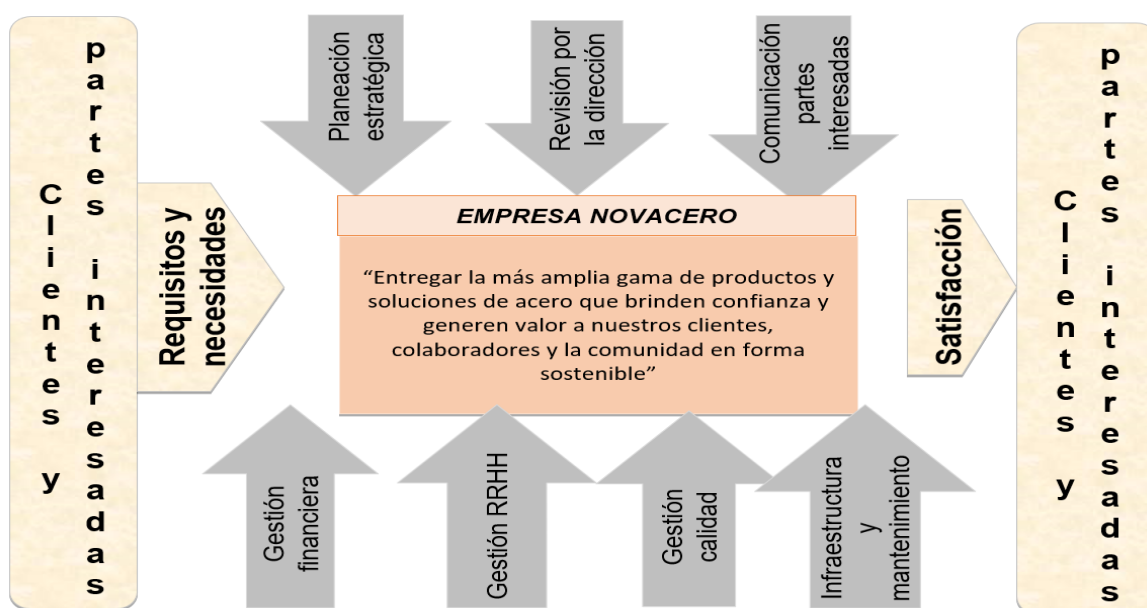 Clientes y
partes interesadas
Requisitos y
necesidades
Planeación
estratégica
Revisión por
la dirección
Comunicación
partes
interesadas
EMPRESA NOVACERO
“Entregar la más amplia gama de productos y
soluciones de acero que brinden confianza y
generen valor a nuestros clientes,
colaboradores y la comunidad en forma
sostenible”
Gestión
financiera
Gestión RRHH
Gestión
calidad
Infraestructura
y
mantenimiento
Satisfacción
Clientes y
partes interesadas